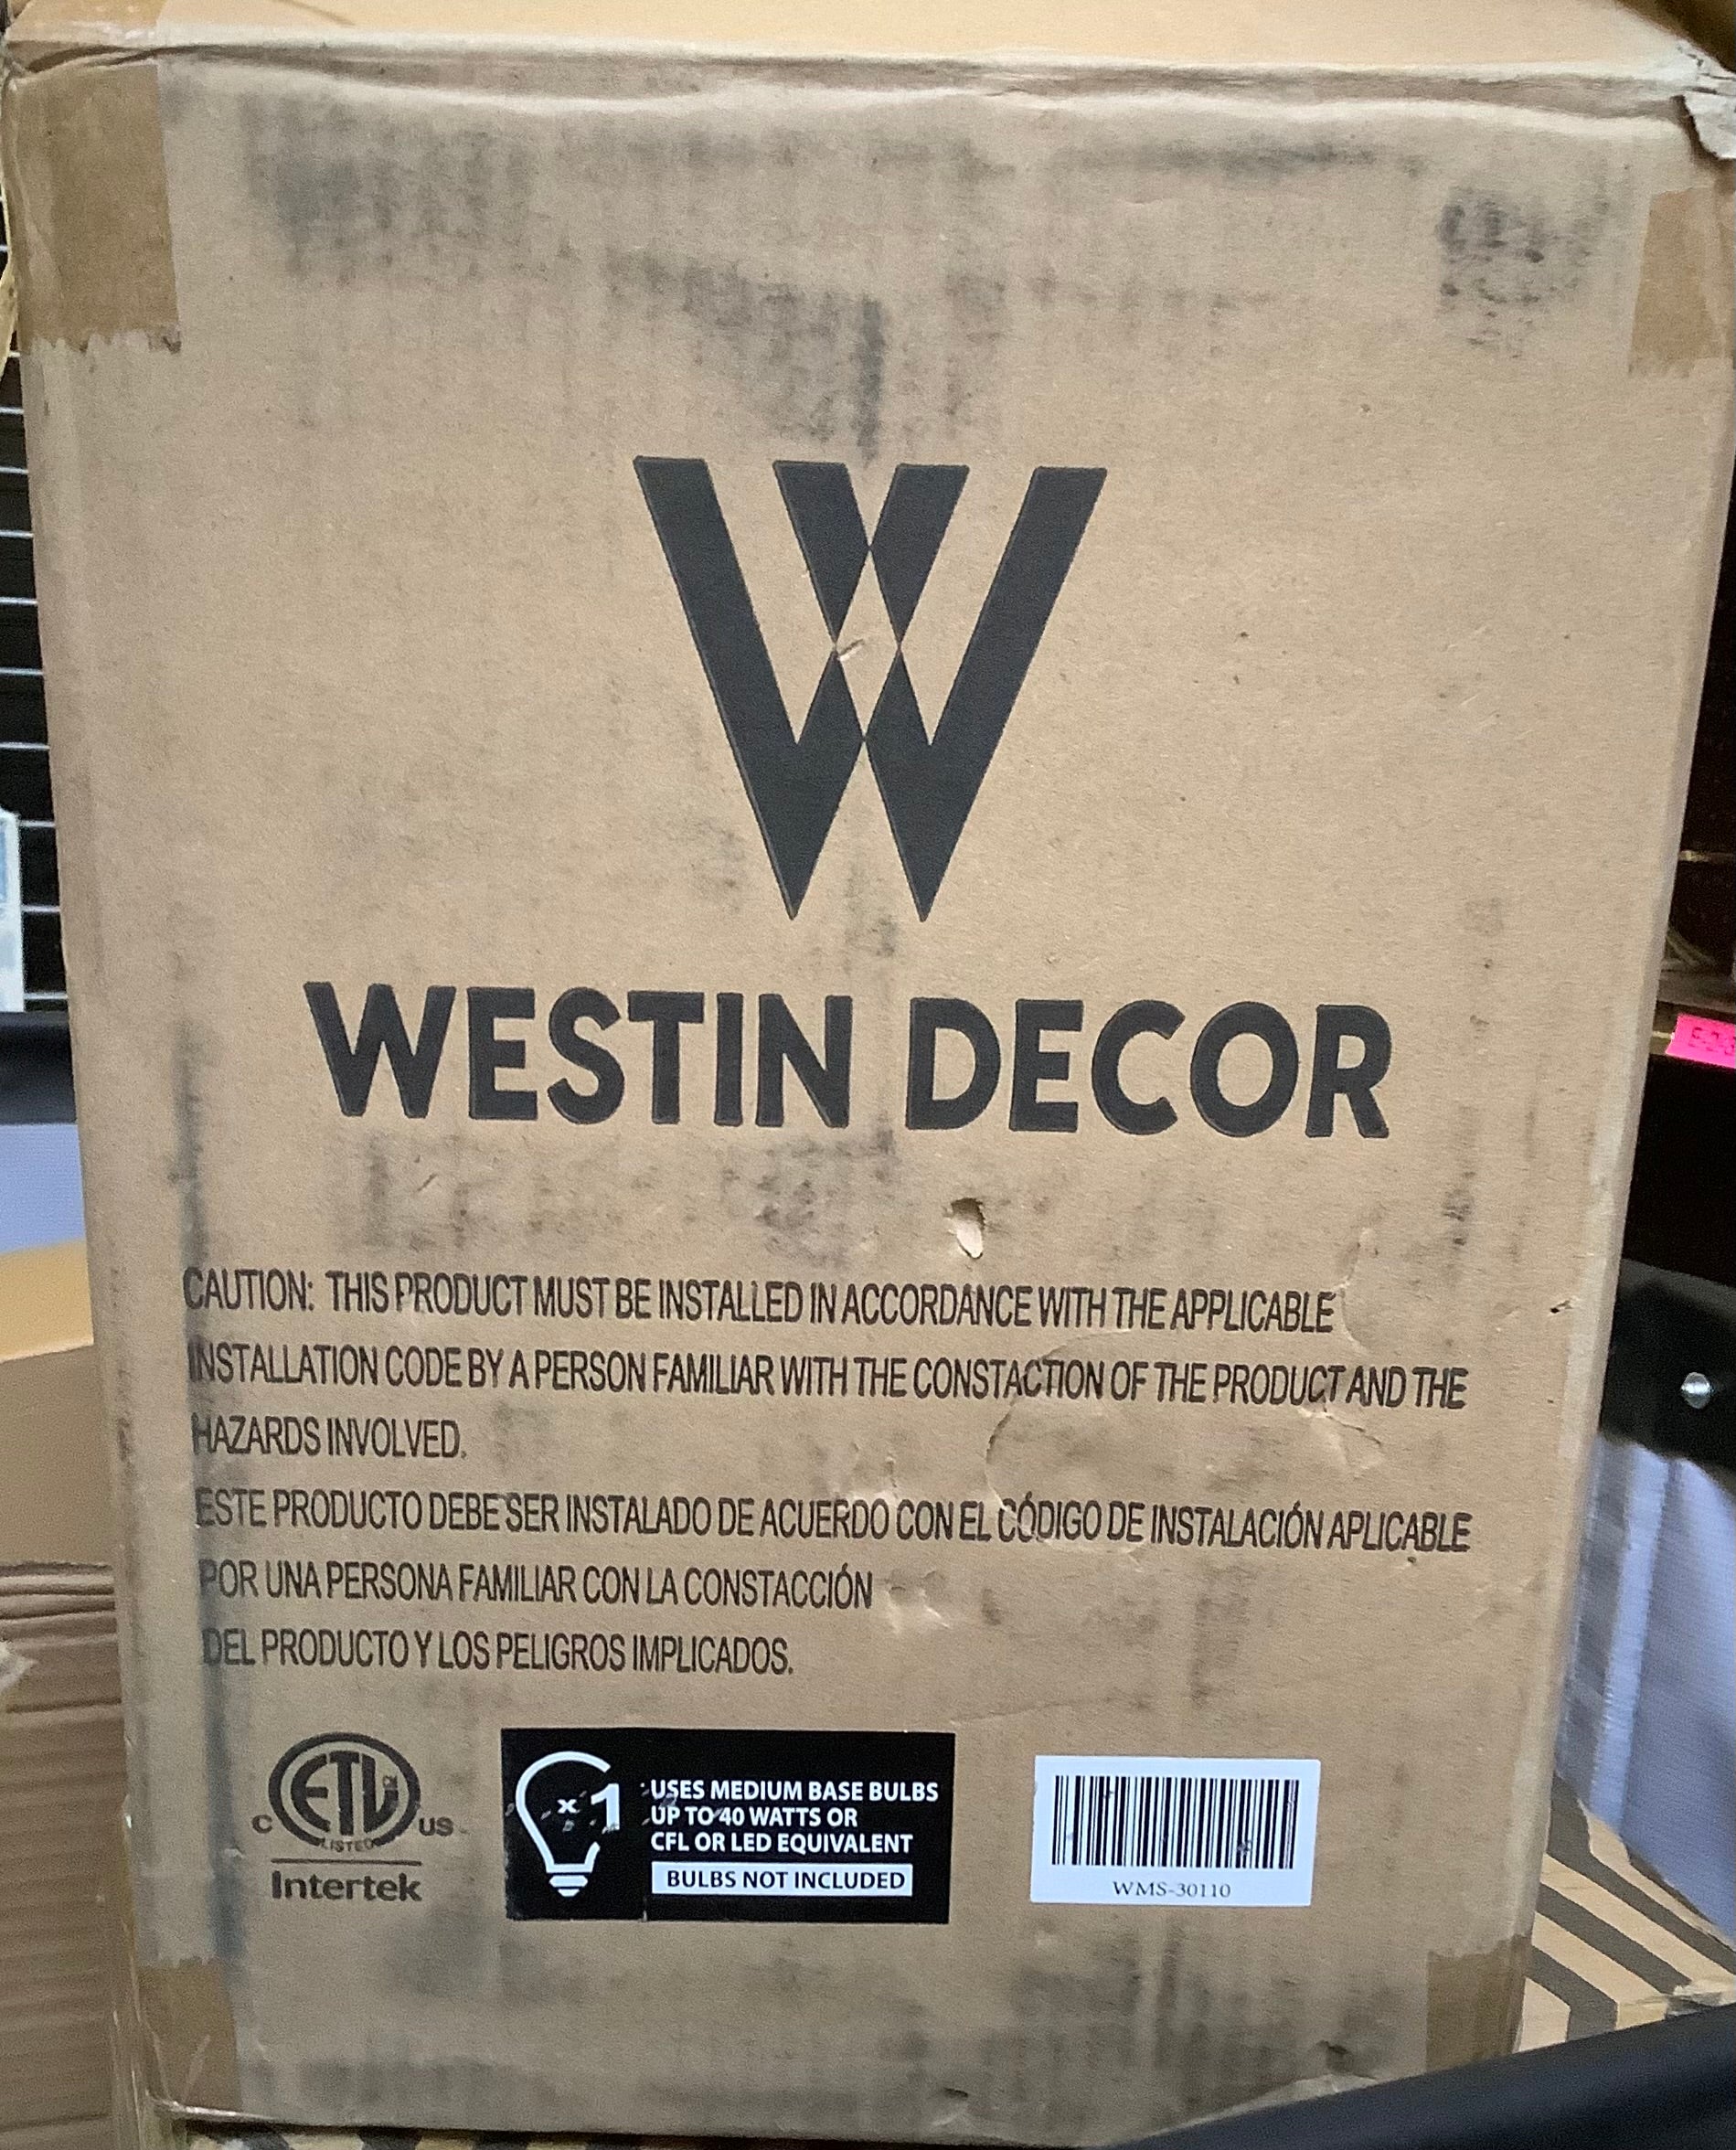 W
WESTIN DECOR
CAUTION: THIS PRODUCT MUST BE INSTALLED IN ACCORDANCE WITH THE APPLICABLE
INSTALLATION CODE BY A PERSON FAMILIAR WITH THE CONSTACTION OF THE PRODUCT AND THE
HAZARDS INVOLVED.
ESTE PRODUCTO DEBE SER INSTALADO DE ACUERDO CON EL CÓDIGO DE INSTALACIÓN APLICABLE
POR UNA PERSONA FAMILIAR CON LA CONSTACCIÓN
DEL PRODUCTO Y LOS PELIGROS IMPLICADOS.
C ETL US
LISTED
Intertek
x1
USES MEDIUM BASE BULBS
UP TO 40 WATTS OR
CFL OR LED EQUIVALENT
BULBS NOT INCLUDED
WMS-30110